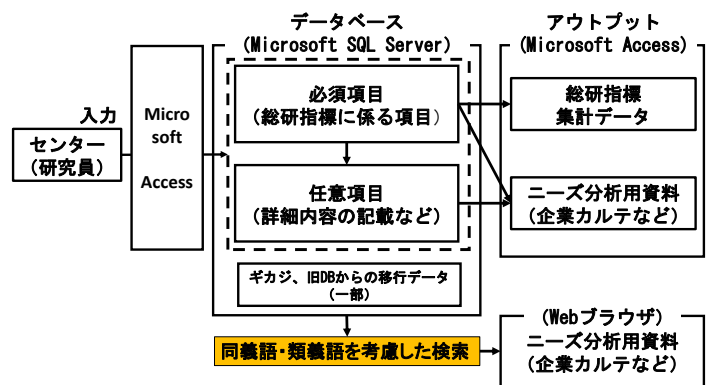 データベース
(Microsoft SQL Server)
アウトプット
(Microsoft Access)
入力
センター
(研究員)
Micro
soft
Access
必須項目
(総研指標に係る項目)
任意項目
(詳細内容の記載など)
ギカジ、旧DBからの移行データ
(一部)
総研指標
集計データ
ニーズ分析用資料
(企業カルテなど)
同義語・類義語を考慮した検索
(Webブラウザ)
ニーズ分析用資料
(企業カルテなど)